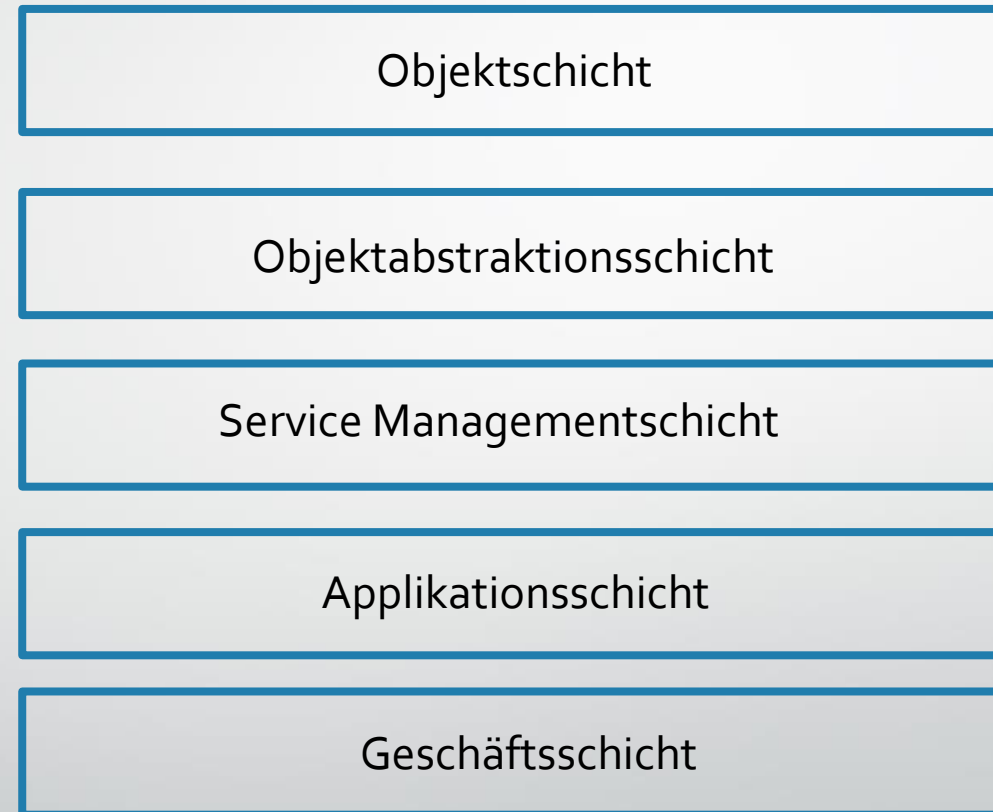 Objektschicht
Objektabstraktionsschicht
Service Managementschicht
Applikationsschicht
Geschäftsschicht